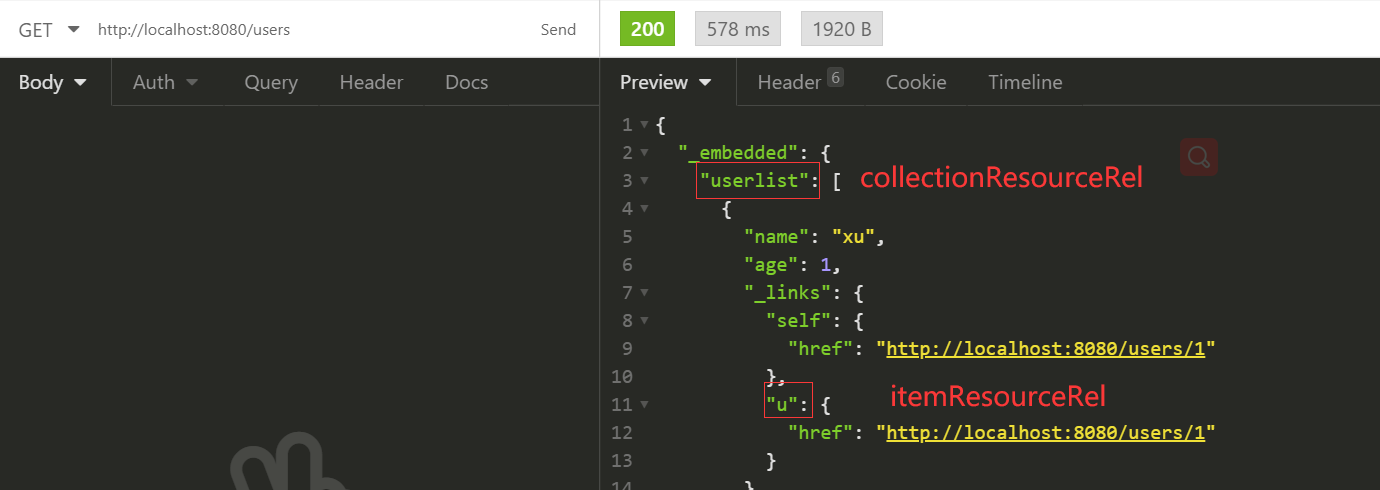 GET http://localhost:8080/users Send 200 578 ms 1920 B
Body Auth Query Header Docs Preview Header 6 Cookie Timeline
1 {
2 "_embedded": {
3 "userlist": [ collectionResourceRel
4 {
5 "name": "xu",
6 "age": 1,
7 "_links": {
8 "self": {
9 "href": "http://localhost:8080/users/1"
10 },
11 "u": { itemResourceRel
12 "href": "http://localhost:8080/users/1"
13 }
14 }